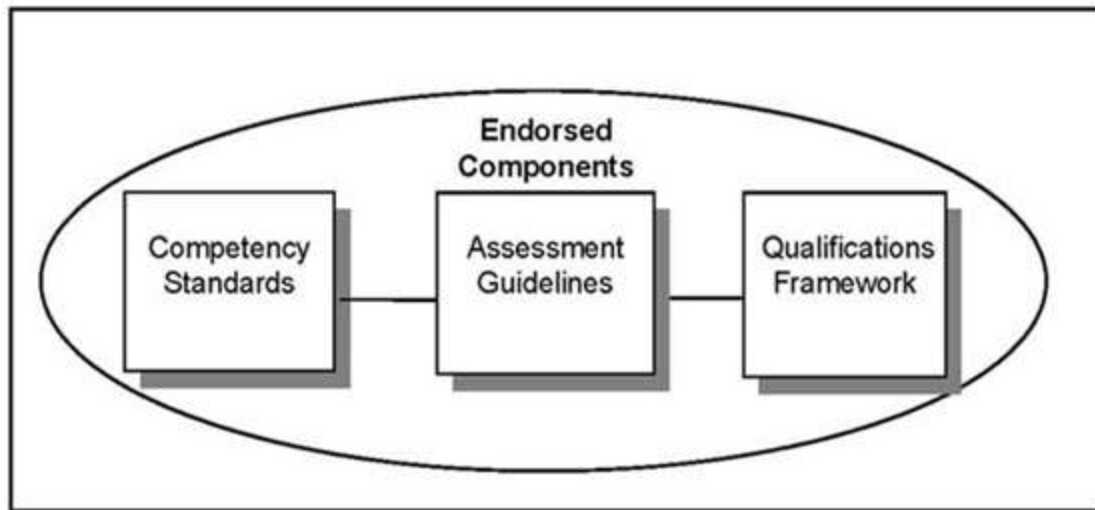 Endorsed
Components
Competency
Standards
Assessment
Guidelines
Qualifications
Framework